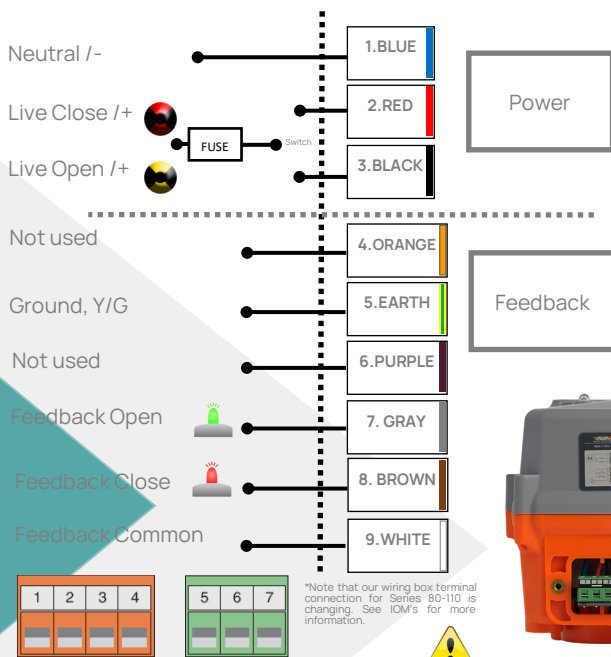 Neutral /-
1.BLUE
Live Close /+
2.RED
Power
FUSE
Switch
Live Open /+
3.BLACK
Not used
4.ORANGE
Ground, Y/G
5.EARTH
Feedback
Not used
6.PURPLE
Feedback Open
7. GRAY
Feedback Close
8. BROWN
Feedback Common
9.WHITE
1 2 3 4
5 6 7
*Note that our wiring box terminal
connection for Series 80-110 is
changing. See IOM's for more
information.